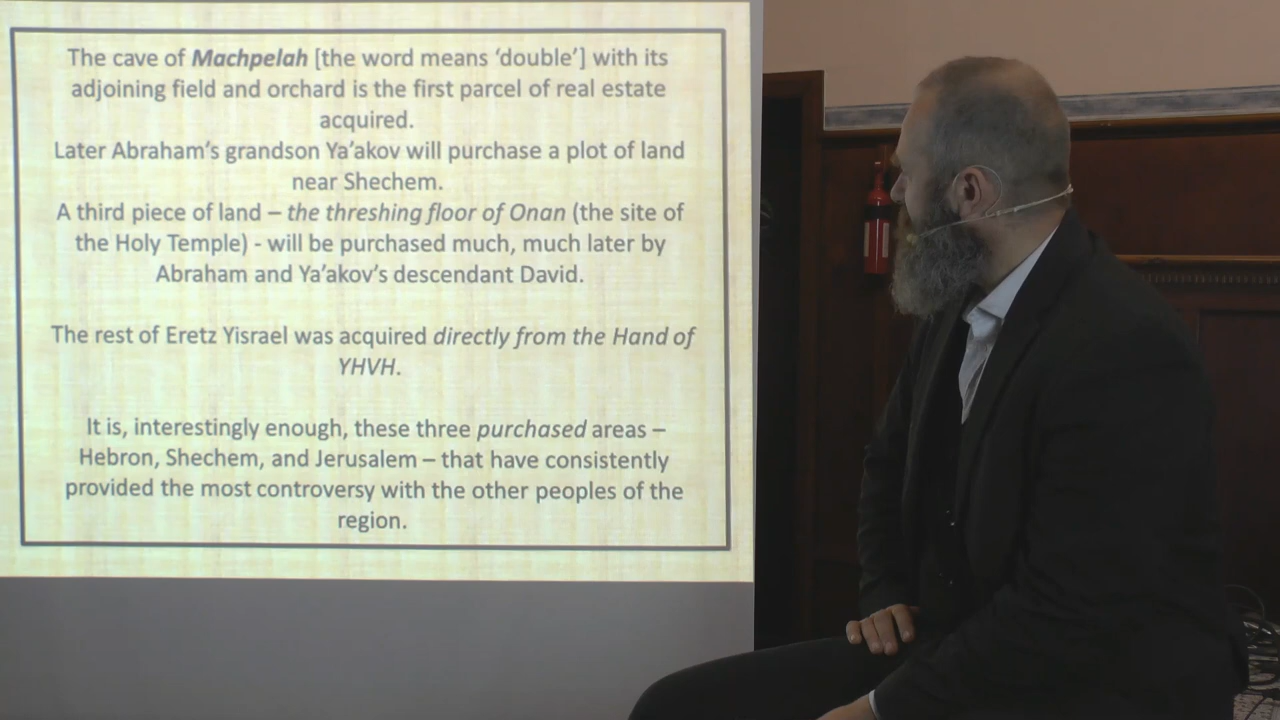 The cave of Machpelah [the word means ‘double’] with its
adjoining field and orchard is the first parcel of real estate
acquired.
Later Abraham’s grandson Ya’akov will purchase a plot of land
near Shechem.
A third piece of land – the threshing floor of Onan (the site of
the Holy Temple) - will be purchased much, much later by
Abraham and Ya’akov’s descendant David.
The rest of Eretz Yisrael was acquired directly from the Hand of
YHVH.
It is, interestingly enough, these three purchased areas –
Hebron, Shechem, and Jerusalem – that have consistently
provided the most controversy with the other peoples of the
region.